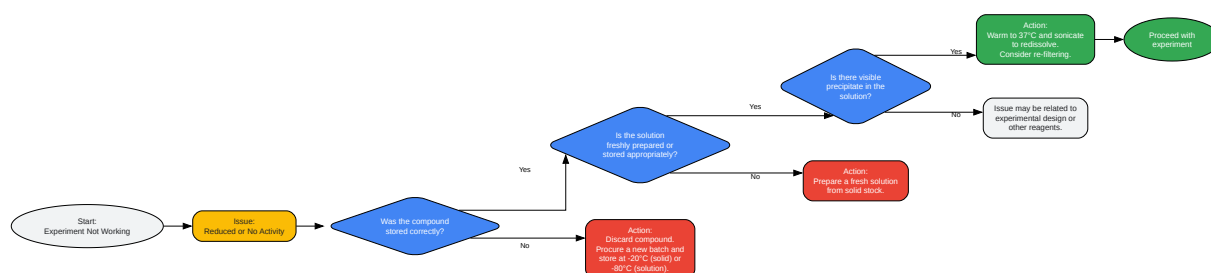 Start:
Experiment Not Working
Issue:
Reduced or No Activity
Was the compound
stored correctly?
Yes
No
Action:
Discard compound.
Procure a new batch and
store at -20°C (solid) or
-80°C (solution).
Is the solution
freshly prepared or
stored appropriately?
Yes
No
Action:
Prepare a fresh solution
from solid stock.
Is there visible
precipitate in the
solution?
Yes
No
Action:
Warm to 37°C and sonicate
to redissolve.
Consider re-filtering.
Proceed with
experiment
Issue may be related to
experimental design or
other reagents.